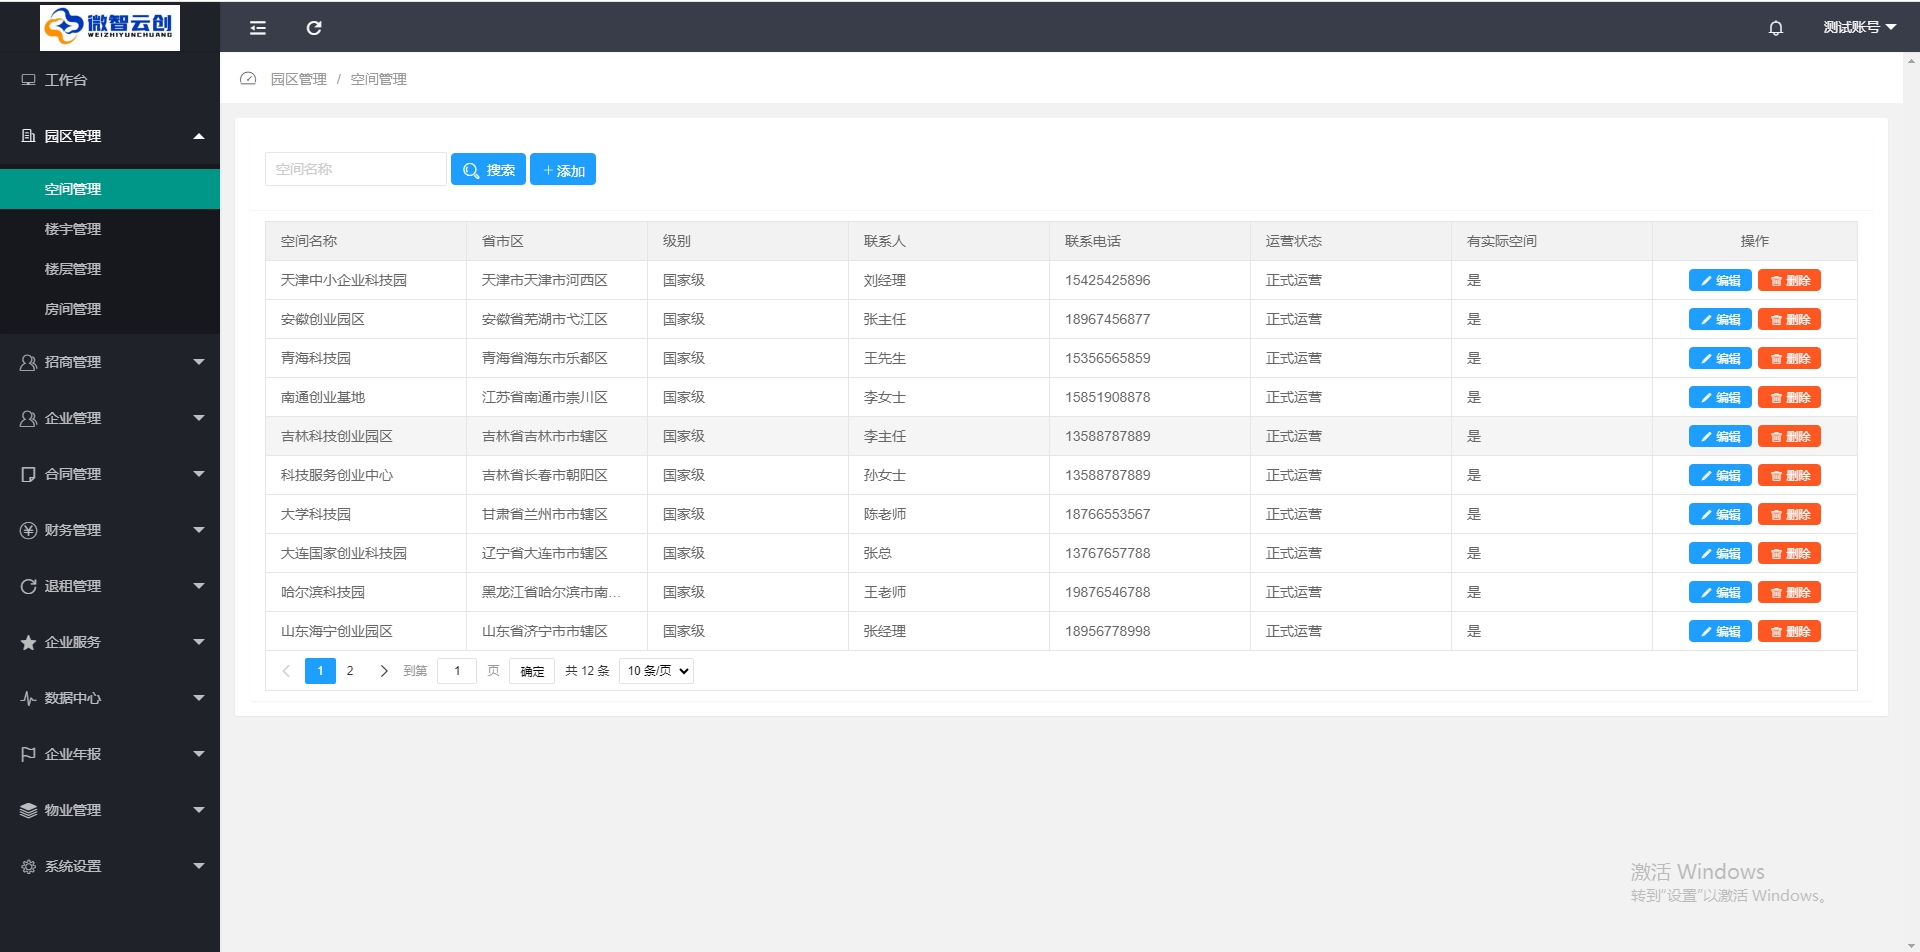 微智云创
WEIZHIYUNCHUANG
测试账号
工作台
园区管理
空间管理
楼宇管理
楼层管理
房间管理
招商管理
企业管理
合同管理
财务管理
退租管理
企业服务
数据中心
企业年报
物业管理
系统设置
园区管理 / 空间管理
空间名称 搜索 添加
空间名称 省市区 级别 联系人 联系电话 运营状态 有实际空间 操作
天津中小企业科技园 天津市天津市河西区 国家级 刘经理 15425425896 正式运营 是 编辑 删除
安徽创业园区 安徽省芜湖市弋江区 国家级 张主任 18967456877 正式运营 是 编辑 删除
青海科技园 青海省海东市乐都区 国家级 王先生 15356565859 正式运营 是 编辑 删除
南通创业基地 江苏省南通市崇川区 国家级 李女士 15851908878 正式运营 是 编辑 删除
吉林科技创业园区 吉林省吉林市市辖区 国家级 李主任 13588787889 正式运营 是 编辑 删除
科技服务创业中心 吉林省长春市朝阳区 国家级 孙女士 13588787889 正式运营 是 编辑 删除
大学科技园 甘肃省兰州市市辖区 国家级 陈老师 18766553567 正式运营 是 编辑 删除
大连国家创业科技园 辽宁省大连市市辖区 国家级 张总 13767657788 正式运营 是 编辑 删除
哈尔滨科技园 黑龙江省哈尔滨市南... 国家级 王老师 19876546788 正式运营 是 编辑 删除
山东海宁创业园区 山东省济宁市市辖区 国家级 张经理 18956778998 正式运营 是 编辑 删除
1 2 到第 1 页 确定 共 12 条 10 条/页
激活 Windows
转到“设置”以激活 Windows。